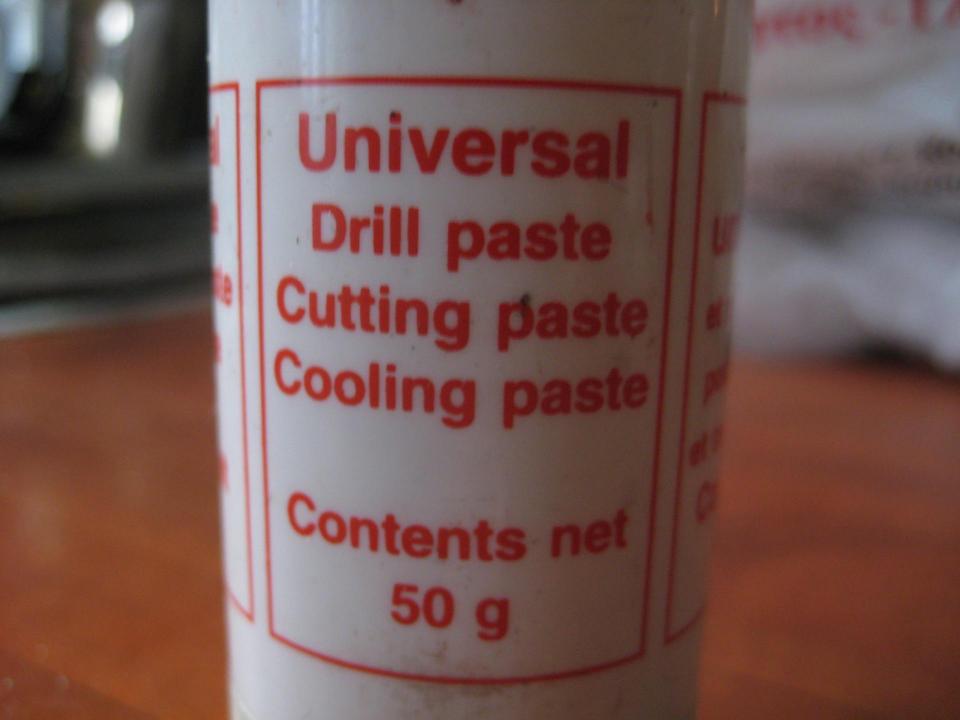 Universal
Drill paste
Cutting paste
Cooling paste
Contents net
50 g